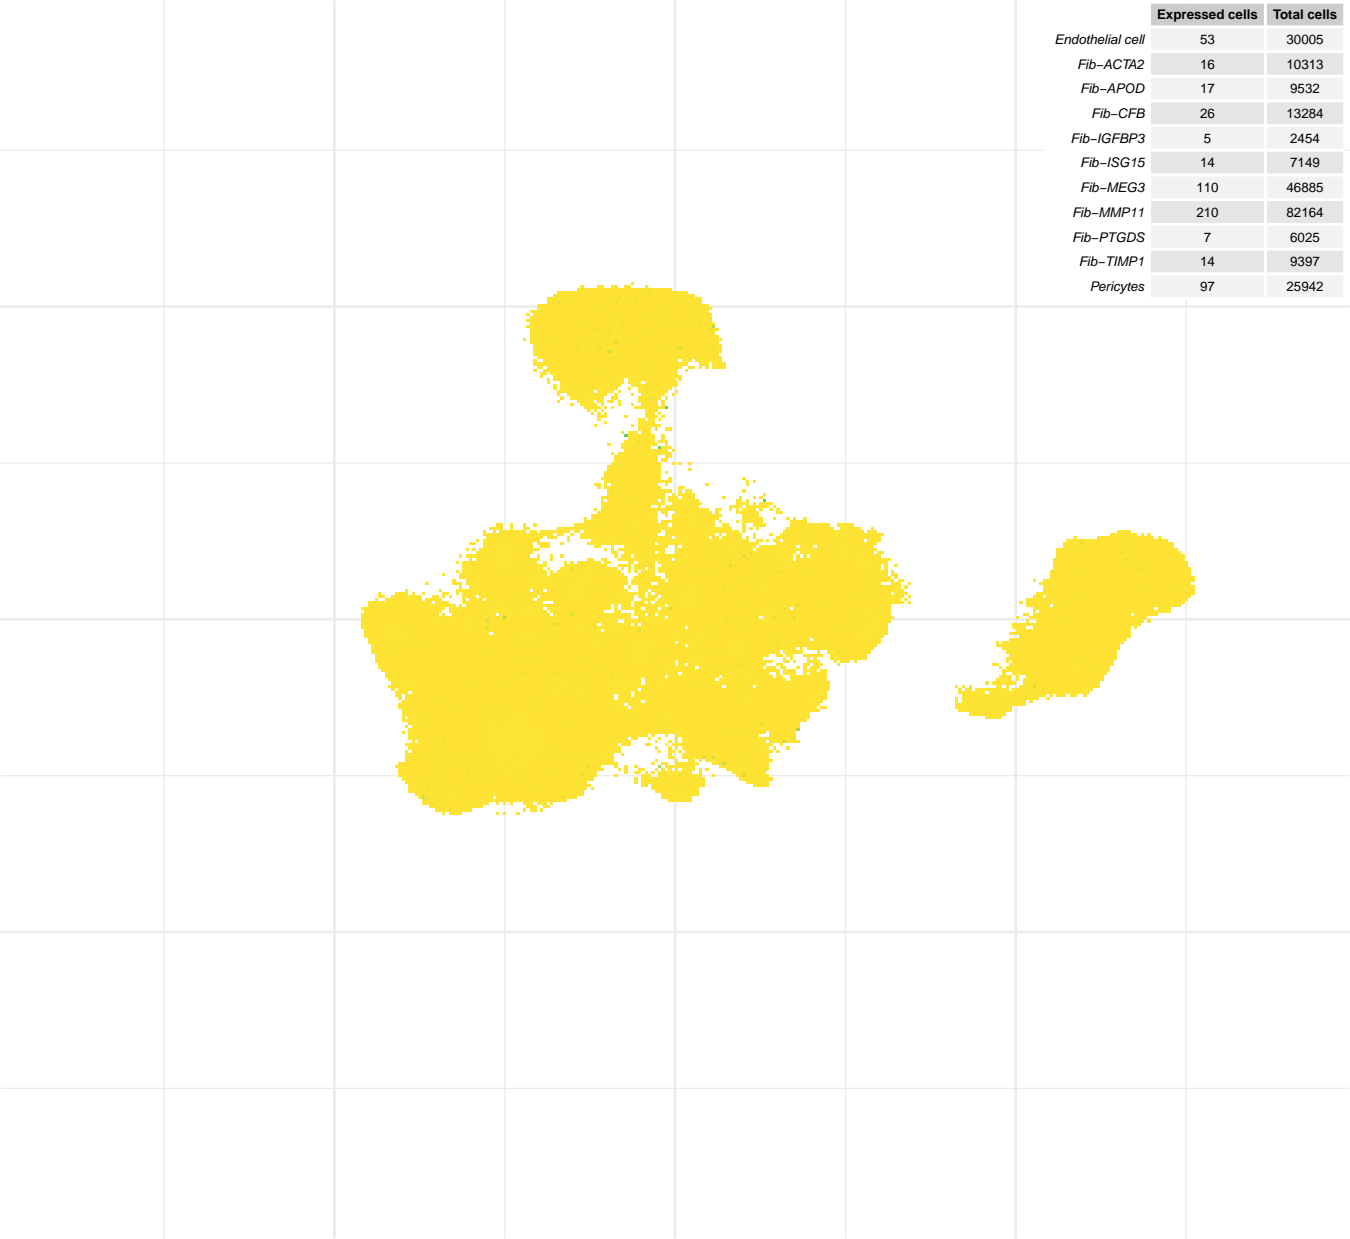 Expressed cells Total cells
Endothelial cell 53 30005
Fib−ACTA2 16 10313
Fib−APOD 17 9532
Fib−CFB 26 13284
Fib−IGFBP3 5 2454
Fib−ISG15 14 7149
Fib−MEG3 110 46885
Fib−MMP11 210 82164
Fib−PTGDS 7 6025
Fib−TIMP1 14 9397
Pericytes 97 25942